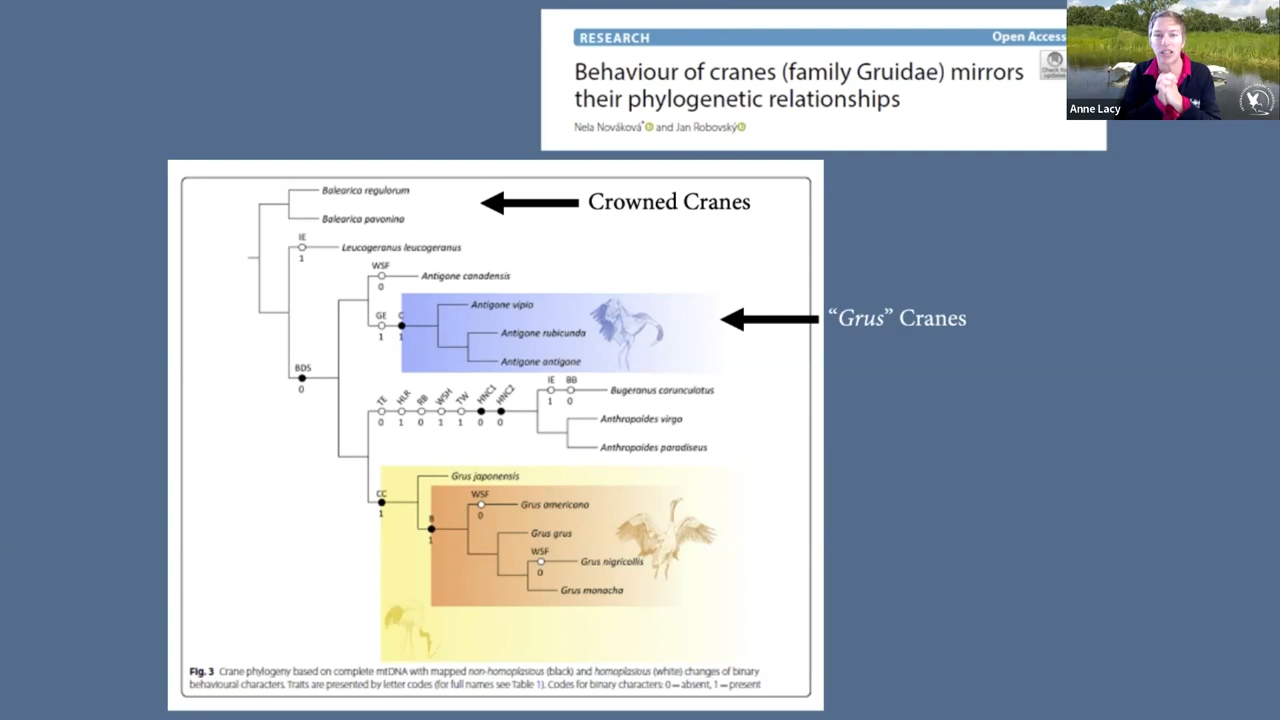 RESEARCH
Open Access
Behaviour of cranes (family Gruidae) mirrors
their phylogenetic relationships
Nela Nováková* and Jan Robovský
Anne Lacy
Balearica regulorum
Crowned Cranes
Balearica pavonina
IE
1
Leucogeranus leucogeranus
WSF
0
Antigone canadensis
Antigone vipio
GE
1
C
1
"Grus" Cranes
Antigone rubicunda
Antigone antigone
BDS
0
IE
1
BB
0
Bugeranus carunculatus
TE
HLR
RB
WSH
TW
HNC1
HNC2
0
1
0
1
1
0
0
Anthropoides virgo
Anthropoides paradiseus
Grus japonensis
CC
1
WSF
0
Grus americana
B
1
Grus grus
WSF
0
Grus nigricollis
Grus monacha
Fig. 3 Crane phylogeny based on complete mtDNA with mapped non-homoplasious (black) and homoplasious (white) changes of binary
behavioural characters. Traits are presented by letter codes (for full names see Table 1). Codes for binary characters: 0—absent, 1—present